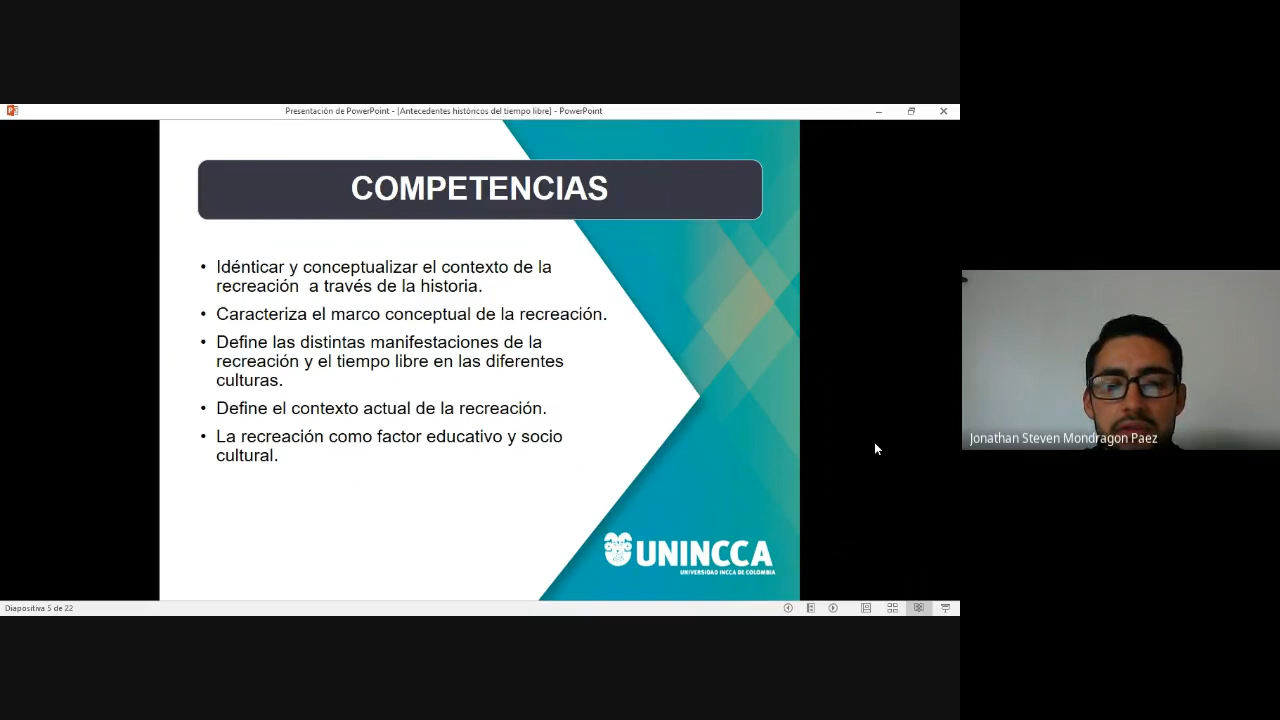 Presentación de PowerPoint - [Antecedentes históricos del tiempo libre] - PowerPoint
COMPETENCIAS
• Idénticar y conceptualizar el contexto de la
recreación  a través de la historia.
• Caracteriza el marco conceptual de la recreación.
• Define las distintas manifestaciones de la
recreación y el tiempo libre en las diferentes
culturas.
• Define el contexto actual de la recreación.
• La recreación como factor educativo y socio
cultural.
Jonathan Steven Mondragon Paez
UNINCCA
UNIVERSIDAD INCCA DE COLOMBIA
Diapositiva 5 de 22